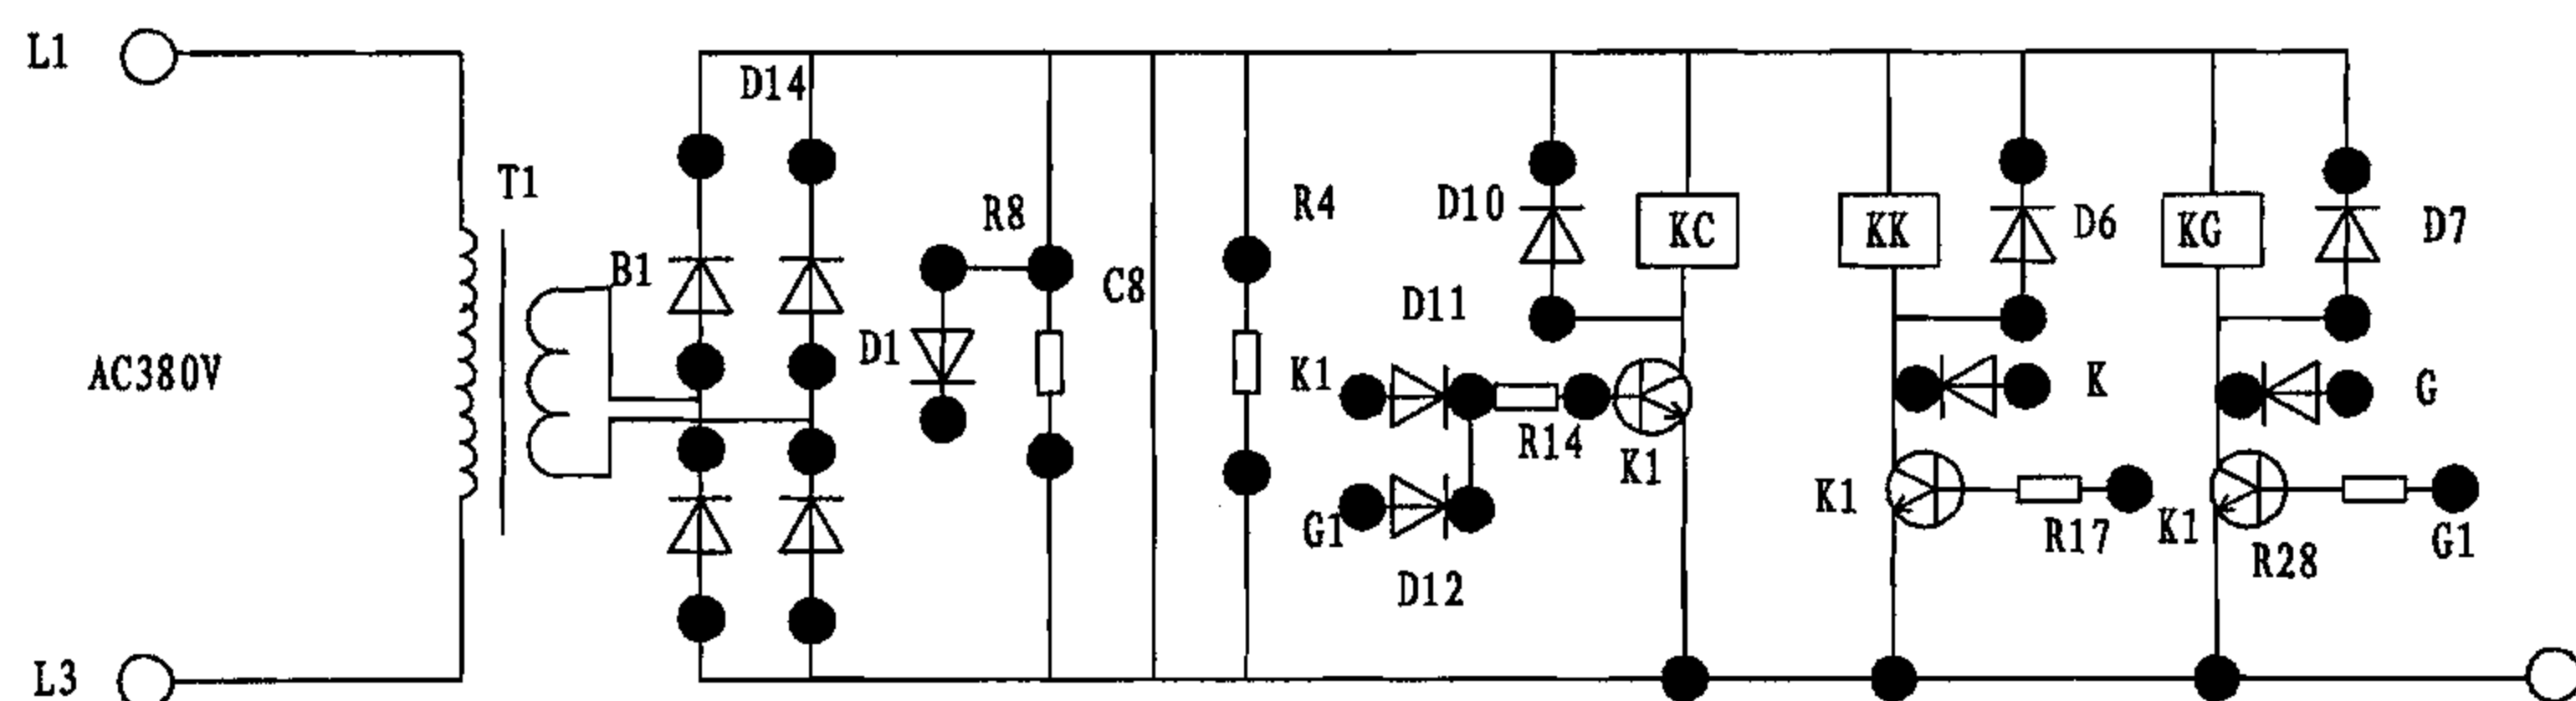 L1
D14
T1
R8
R4
D10
KC
KK
D6
KG
D7
B1
C8
D11
AC380V
D1
K1
K
G
R14
K1
K1
R17
K1
G1
G1
R28
D12
L3